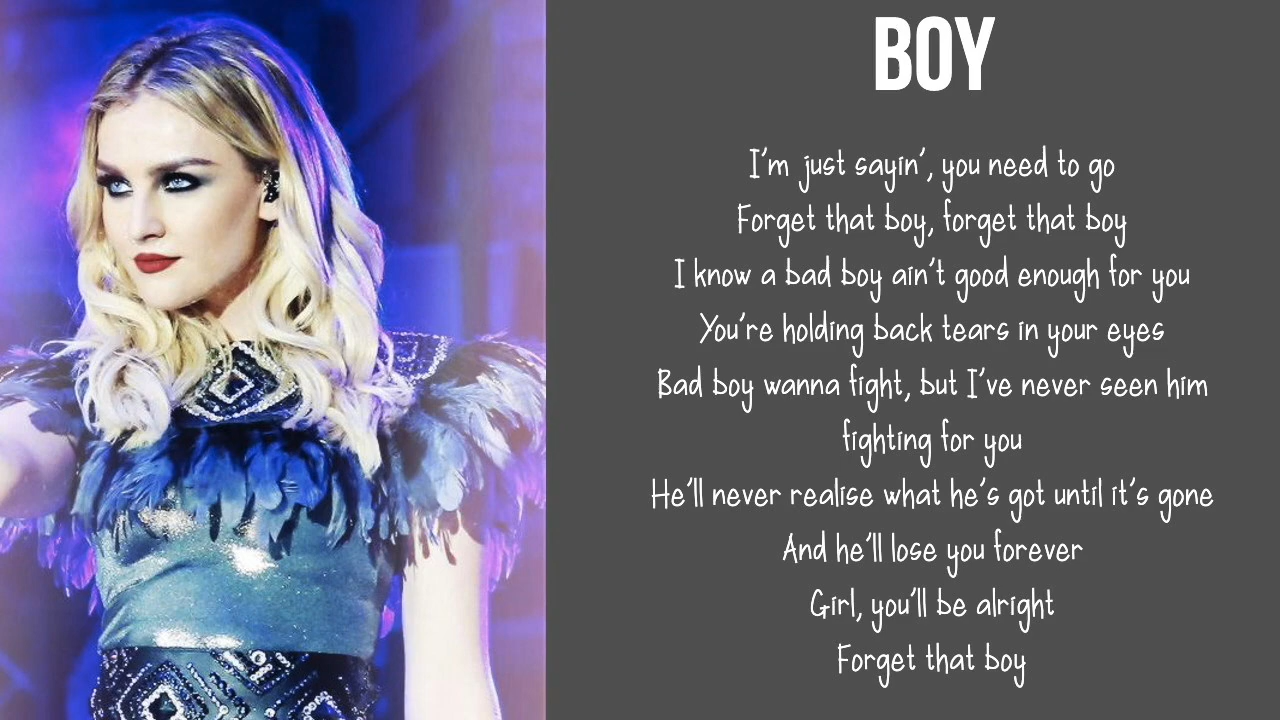 BOY
I'm just sayin', you need to go
Forget that boy, forget that boy
I know a bad boy ain't good enough for you
You're holding back tears in your eyes
Bad boy wanna fight, but I've never seen him
fighting for you
He'll never realise what he's got until it's gone
And he'll lose you forever
Girl, you'll be alright
Forget that boy